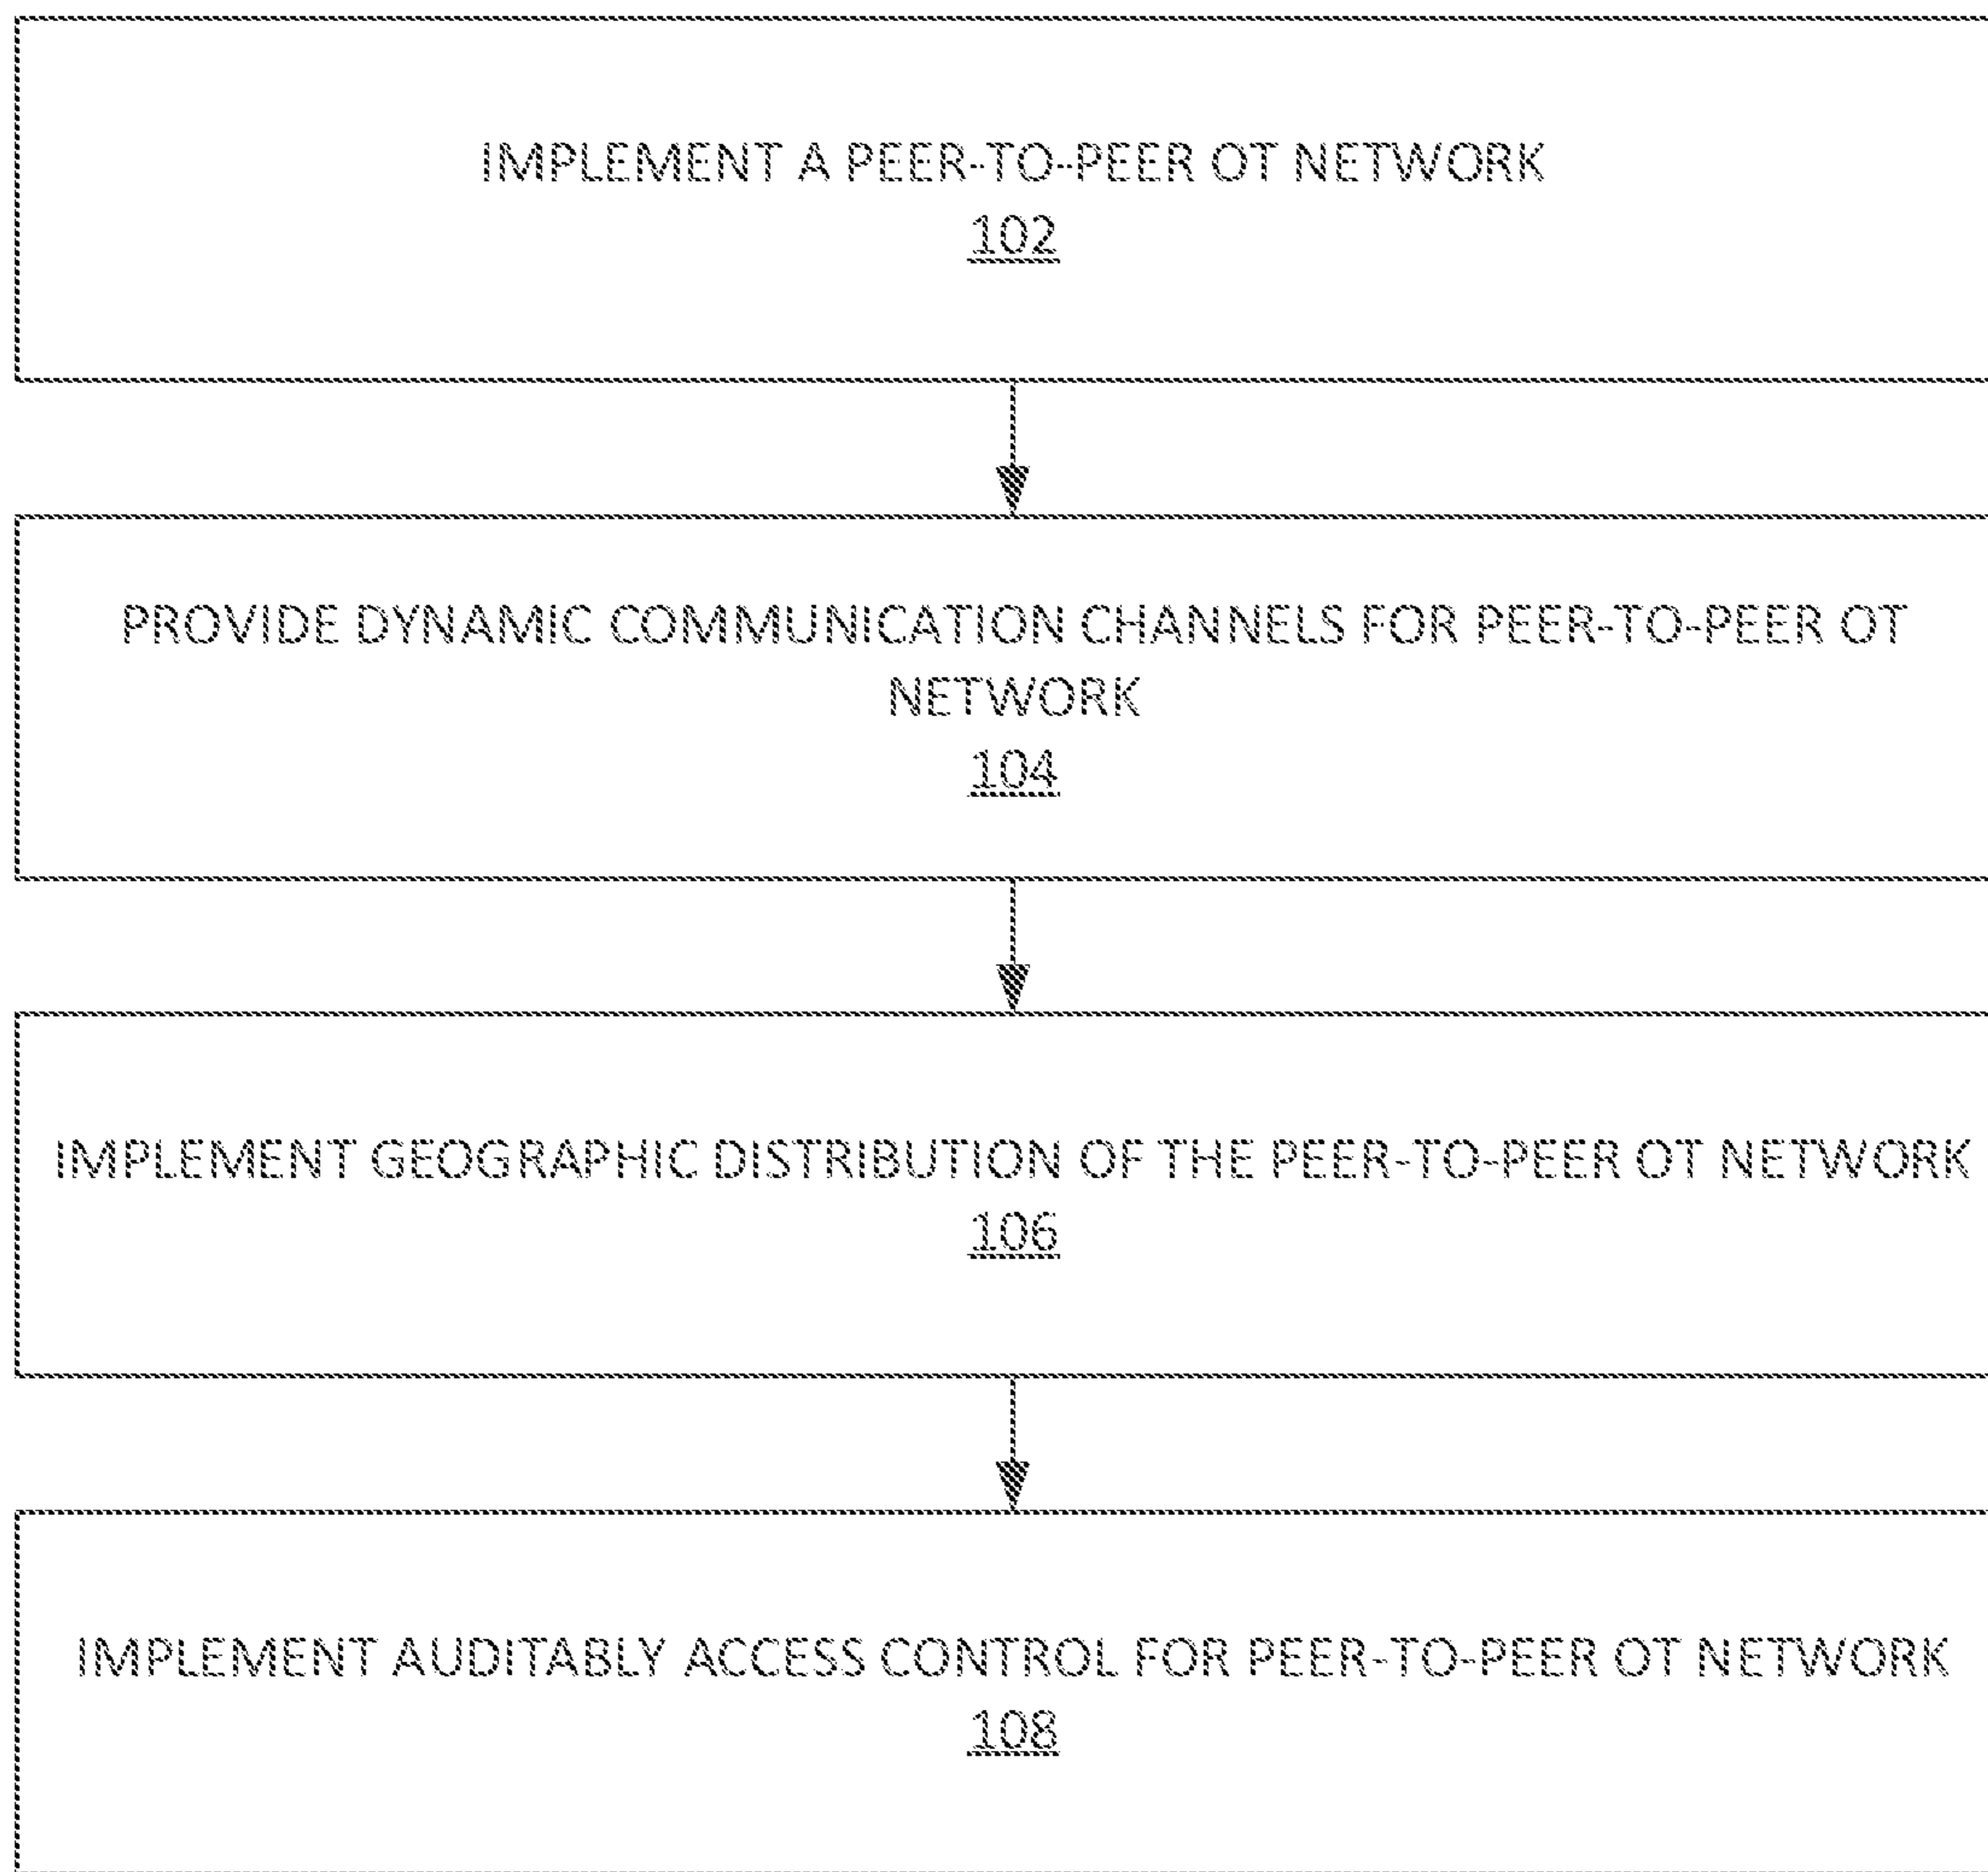 IMPLEMENT A PEER-TO-PEER OT NETWORK
102
PROVIDE DYNAMIC COMMUNICATION CHANNELS FOR PEER-TO-PEER OT
NETWORK
104
IMPLEMENT GEOGRAPHIC DISTRIBUTION OF THE PEER-TO-PEER OT NETWORK
106
IMPLEMENT AUDITABLY ACCESS CONTROL FOR PEER-TO-PEER OT NETWORK
108